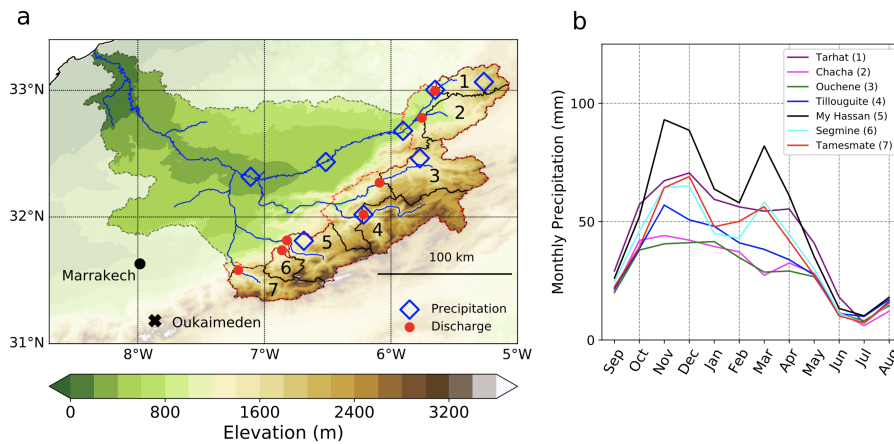 a
33°N
32°N
31°N
8°W
7°W
6°W
5°W
1
2
3
4
5
6
7
Marrakech
Oukaimeden
100 km
Precipitation
Discharge
0
800
1600
2400
3200
Elevation (m)
b
Monthly Precipitation (mm)
100
50
0
Tarhat (1)
Chacha (2)
Ouchene (3)
Tillouguite (4)
My Hassan (5)
Segmine (6)
Tamesmate (7)
Sep
Oct
Nov
Dec
Jan
Feb
Mar
Apr
May
Jun
Jul
Aug